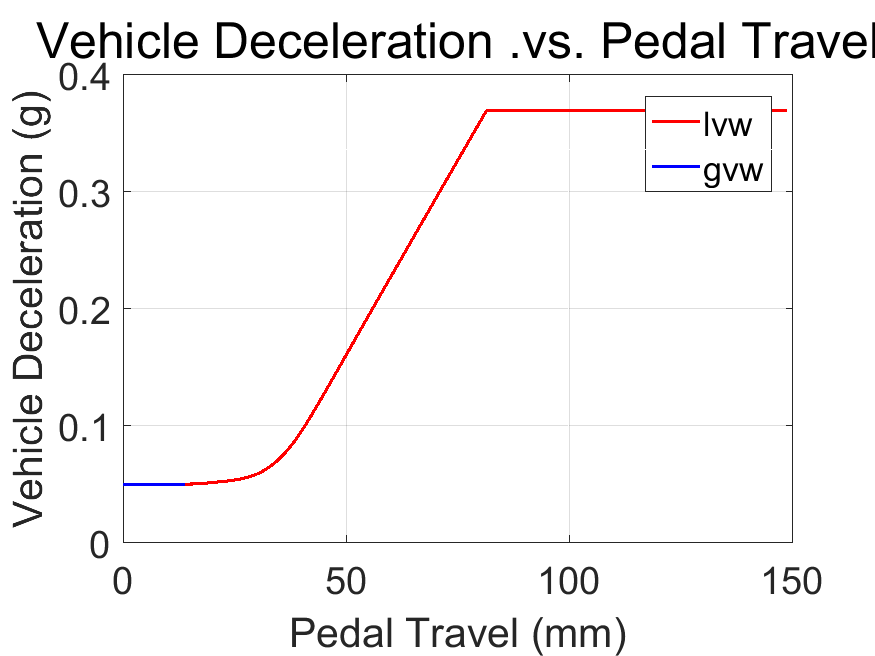 Vehicle Deceleration .vs. Pedal Travel
Vehicle Deceleration (g)
0.4
0.3
0.2
0.1
0
lvw
gvw
0
50
100
150
Pedal Travel (mm)